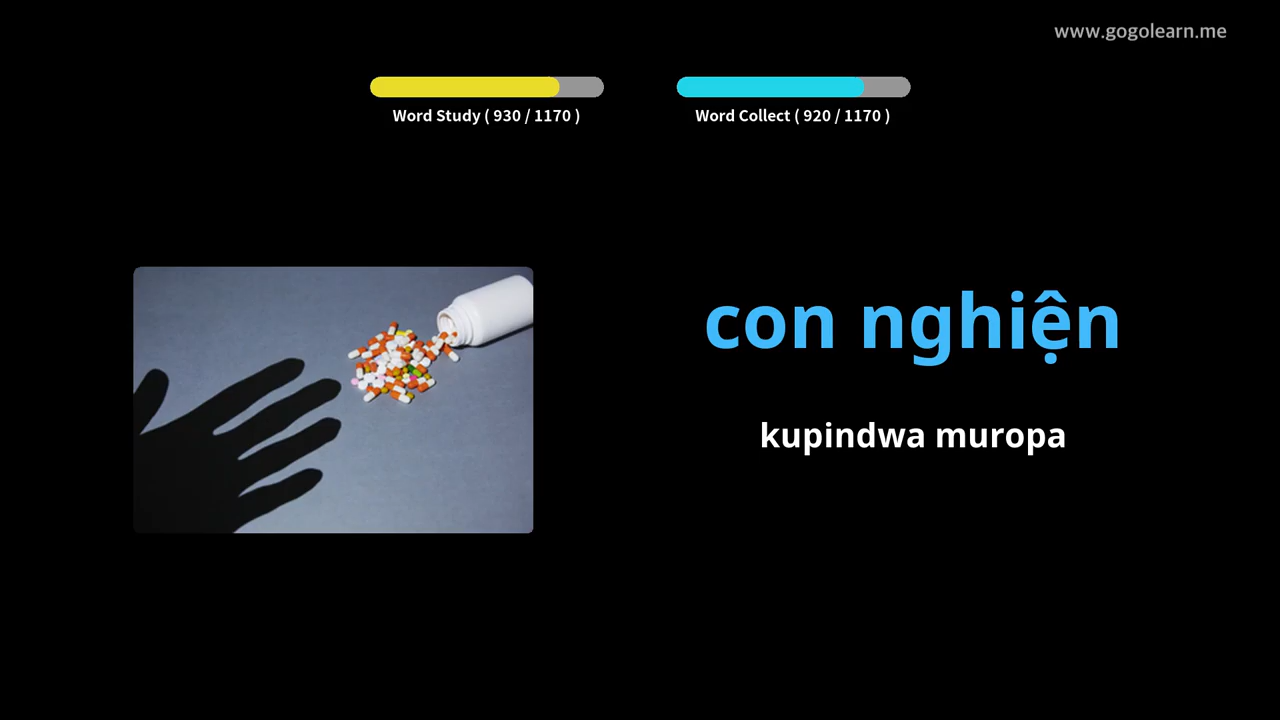 www.gogolearn.me
Word Study ( 930 / 1170 )
Word Collect ( 920 / 1170 )
con nghiện
kupindwa muropa